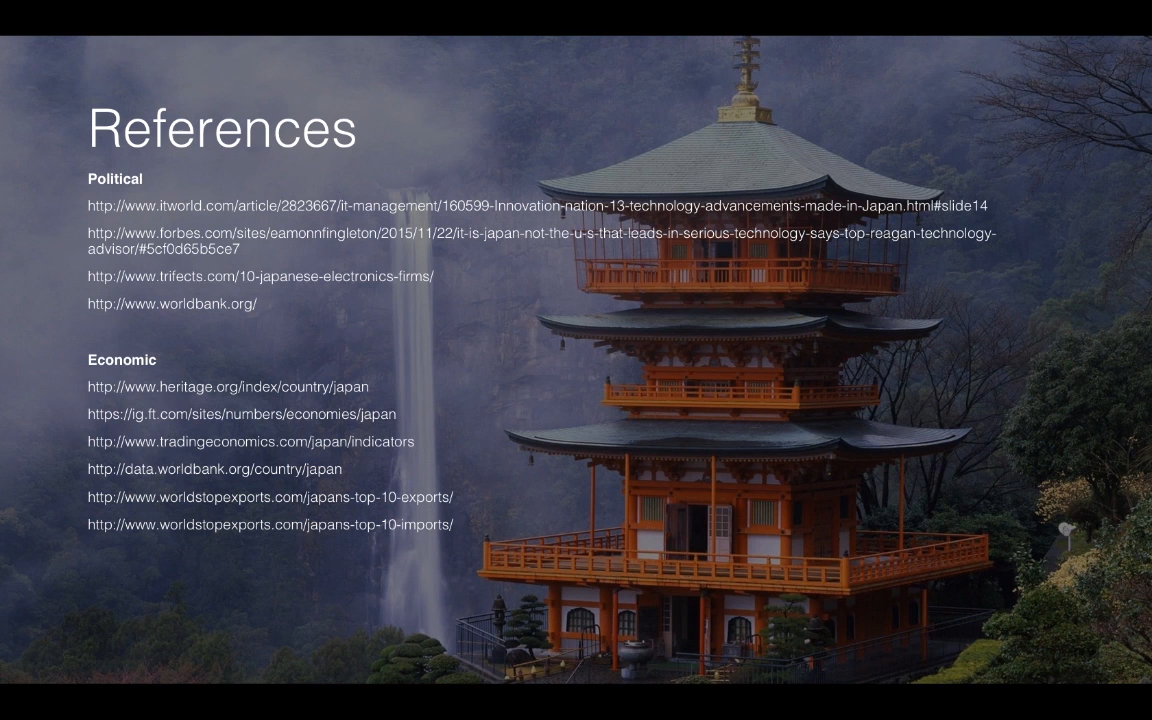 References
Political
http://www.itworld.com/article/2823667/it-management/160599-Innovation-nation-13-technology-advancements-made-in-Japan.html#slide14
http://www.forbes.com/sites/eamonnfingleton/2015/11/22/it-is-japan-not-the-u-s-that-leads-in-serious-technology-says-top-reagan-technology-
advisor/#5cf0d65b5ce7
http://www.trifects.com/10-japanese-electronics-firms/
http://www.worldbank.org/
Economic
http://www.heritage.org/index/country/japan
https://ig.ft.com/sites/numbers/economies/japan
http://www.tradingeconomics.com/japan/indicators
http://data.worldbank.org/country/japan
http://www.worldstopexports.com/japans-top-10-exports/
http://www.worldstopexports.com/japans-top-10-imports/